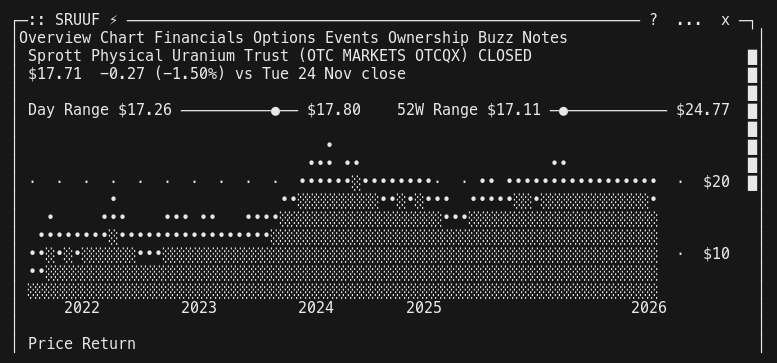 :: SRUUF ⚡ ? ... x
Overview Chart Financials Options Events Ownership Buzz Notes
Sprott Physical Uranium Trust (OTC MARKETS OTCQX) CLOSED
$17.71 −0.27 (−1.50%) vs Tue 24 Nov close
Day Range $17.26 $17.80 52W Range $17.11 $24.77
$20
$10
2022 2023 2024 2025 2026
Price Return